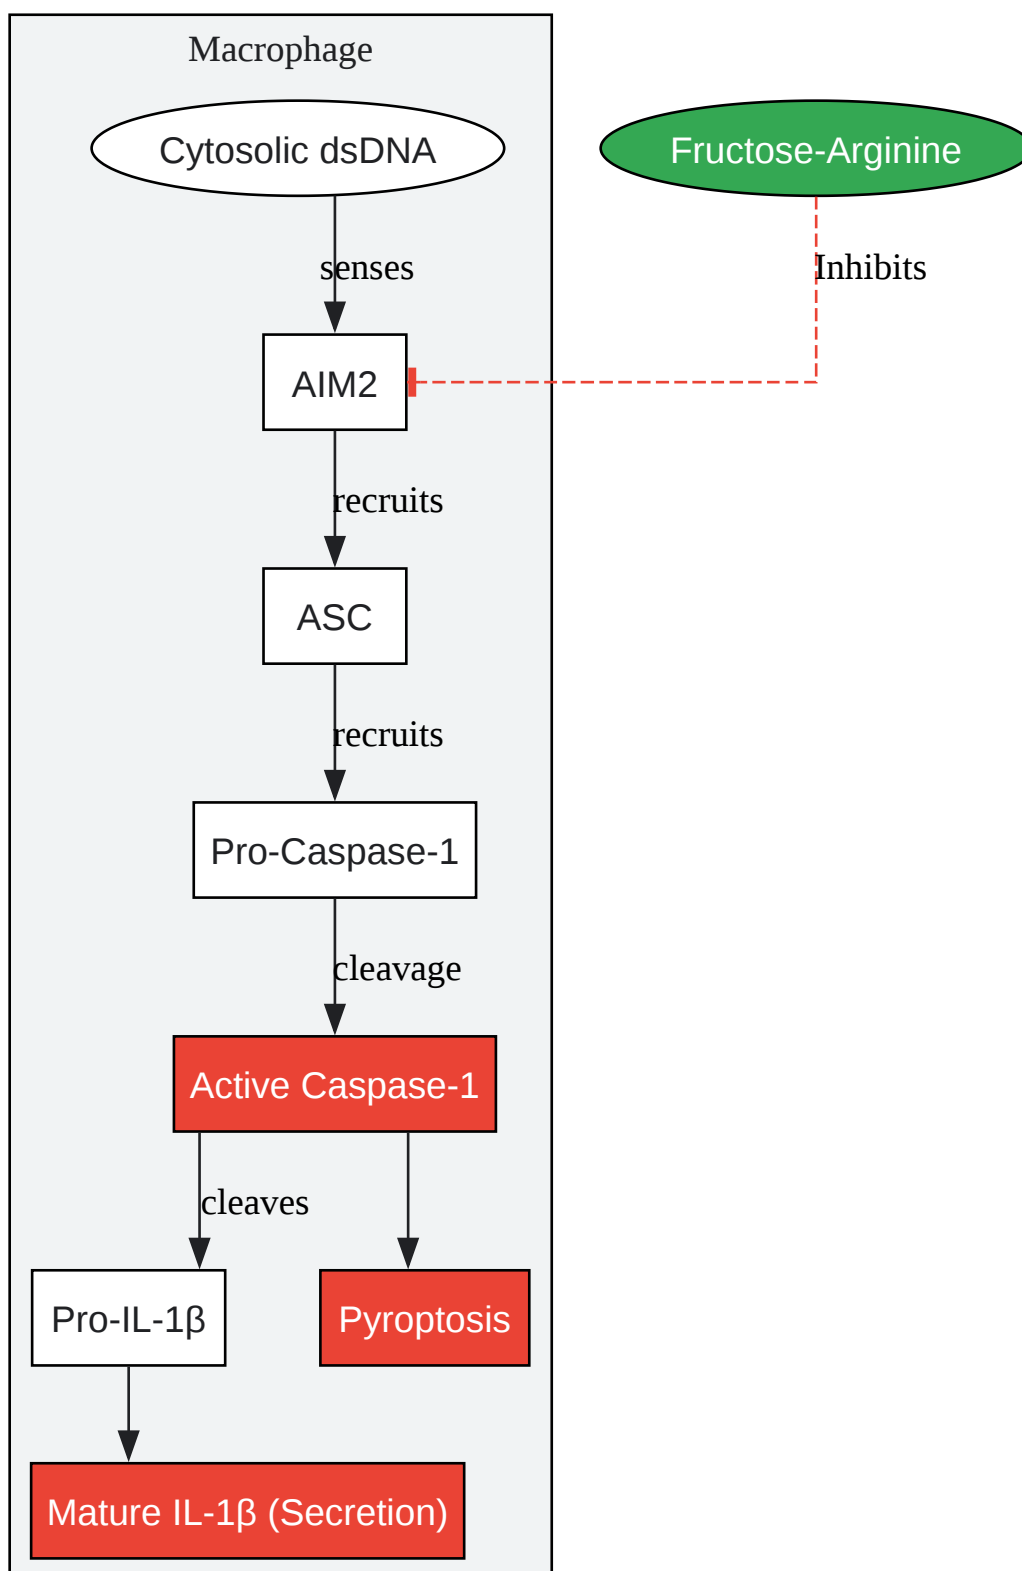 Macrophage
Cytosolic dsDNA
Fructose-Arginine
senses
Inhibits
AIM2
recruits
ASC
recruits
Pro-Caspase-1
cleavage
Active Caspase-1
cleaves
Pro-IL-1β
Pyroptosis
Mature IL-1β (Secretion)